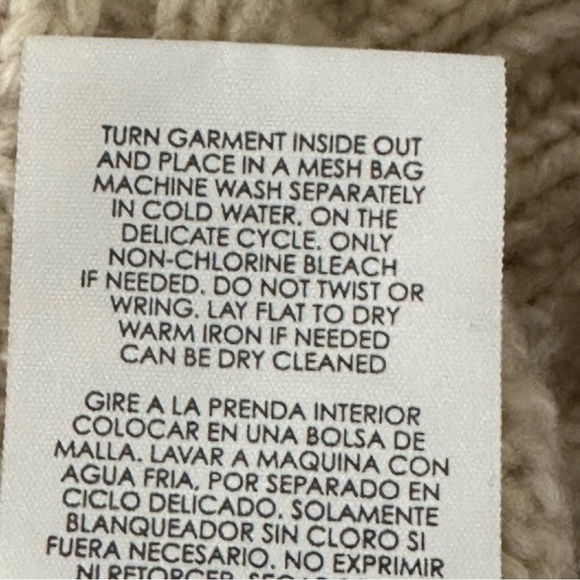 TURN GARMENT INSIDE OUT
AND PLACE IN A MESH BAG
MACHINE WASH SEPARATELY
IN COLD WATER. ON THE
DELICATE CYCLE. ONLY
NON-CHLORINE BLEACH
IF NEEDED. DO NOT TWIST OR
WRING. LAY FLAT TO DRY
WARM IRON IF NEEDED
CAN BE DRY CLEANED
GIRE A LA PRENDA INTERIOR
COLOCAR EN UNA BOLSA DE
MALLA. LAVAR A MAQUINA CON
AGUA FRIA. POR SEPARADO EN
CICLO DELICADO. SOLAMENTE
BLANQUEADOR SIN CLORO SI
FUERA NECESARIO. NO EXPRIMIR
NI RETORCER.